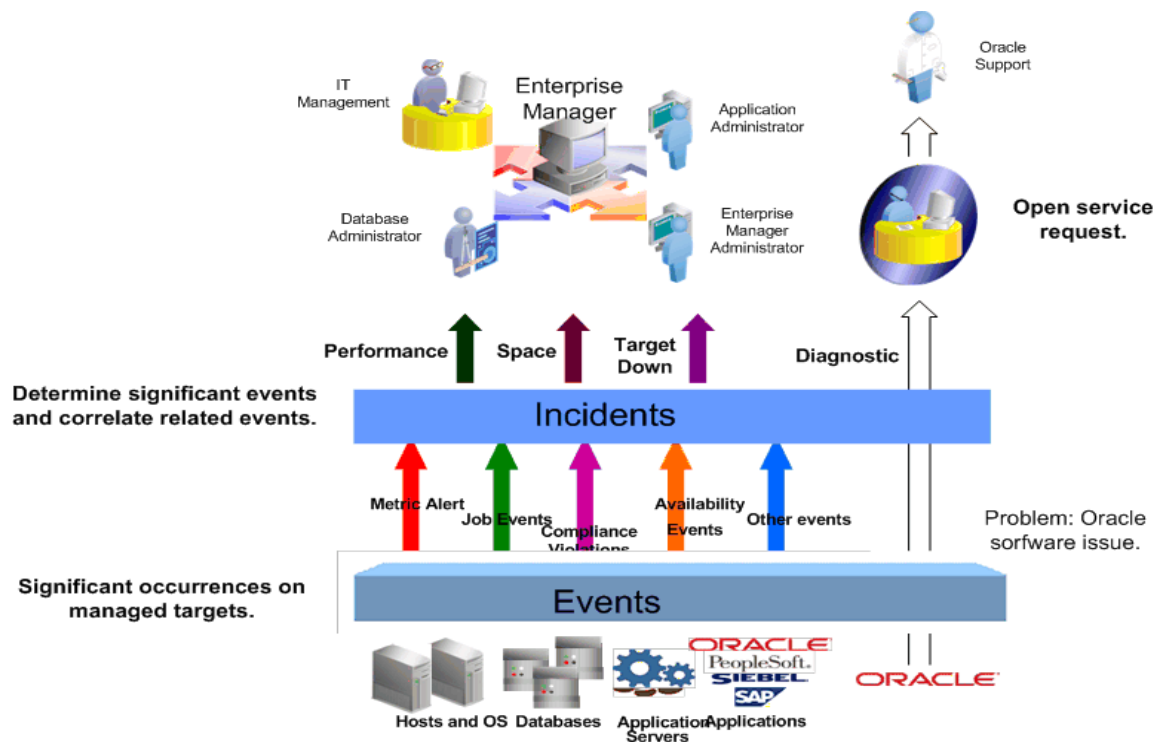 Oracle
Support
IT
Management
Enterprise
Manager
Application
Administrator
Database
Administrator
Enterprise
Manager
Administrator
Open service
request.
Performance
Space
Target
Down
Diagnostic
Determine significant events
and correlate related events.
Incidents
Metric Alert
Job Events
Compliance
Violations
Availability
Events
Other events
Problem: Oracle
sorfware issue.
Significant occurrences on
managed targets.
Events
ORACLE
PeopleSoft.
SIEBEL
SAP
ORACLE
Hosts and OS
Databases
Application
Servers
Applications